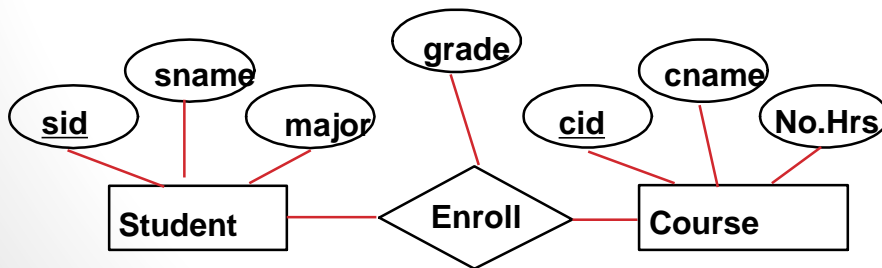 grade
sname
cname
sid
major
cid
No.Hrs
Student
Enroll
Course